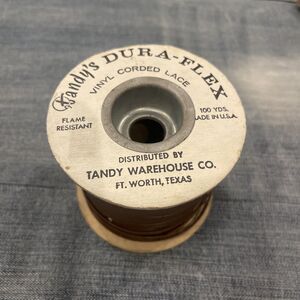 Tandy's DURA-FLEX
VINYL CORDED LACE
FLAME
RESISTANT
100 YDS.
MADE IN U.S.A.
DISTRIBUTED BY
TANDY WAREHOUSE CO.
FT. WORTH, TEXAS